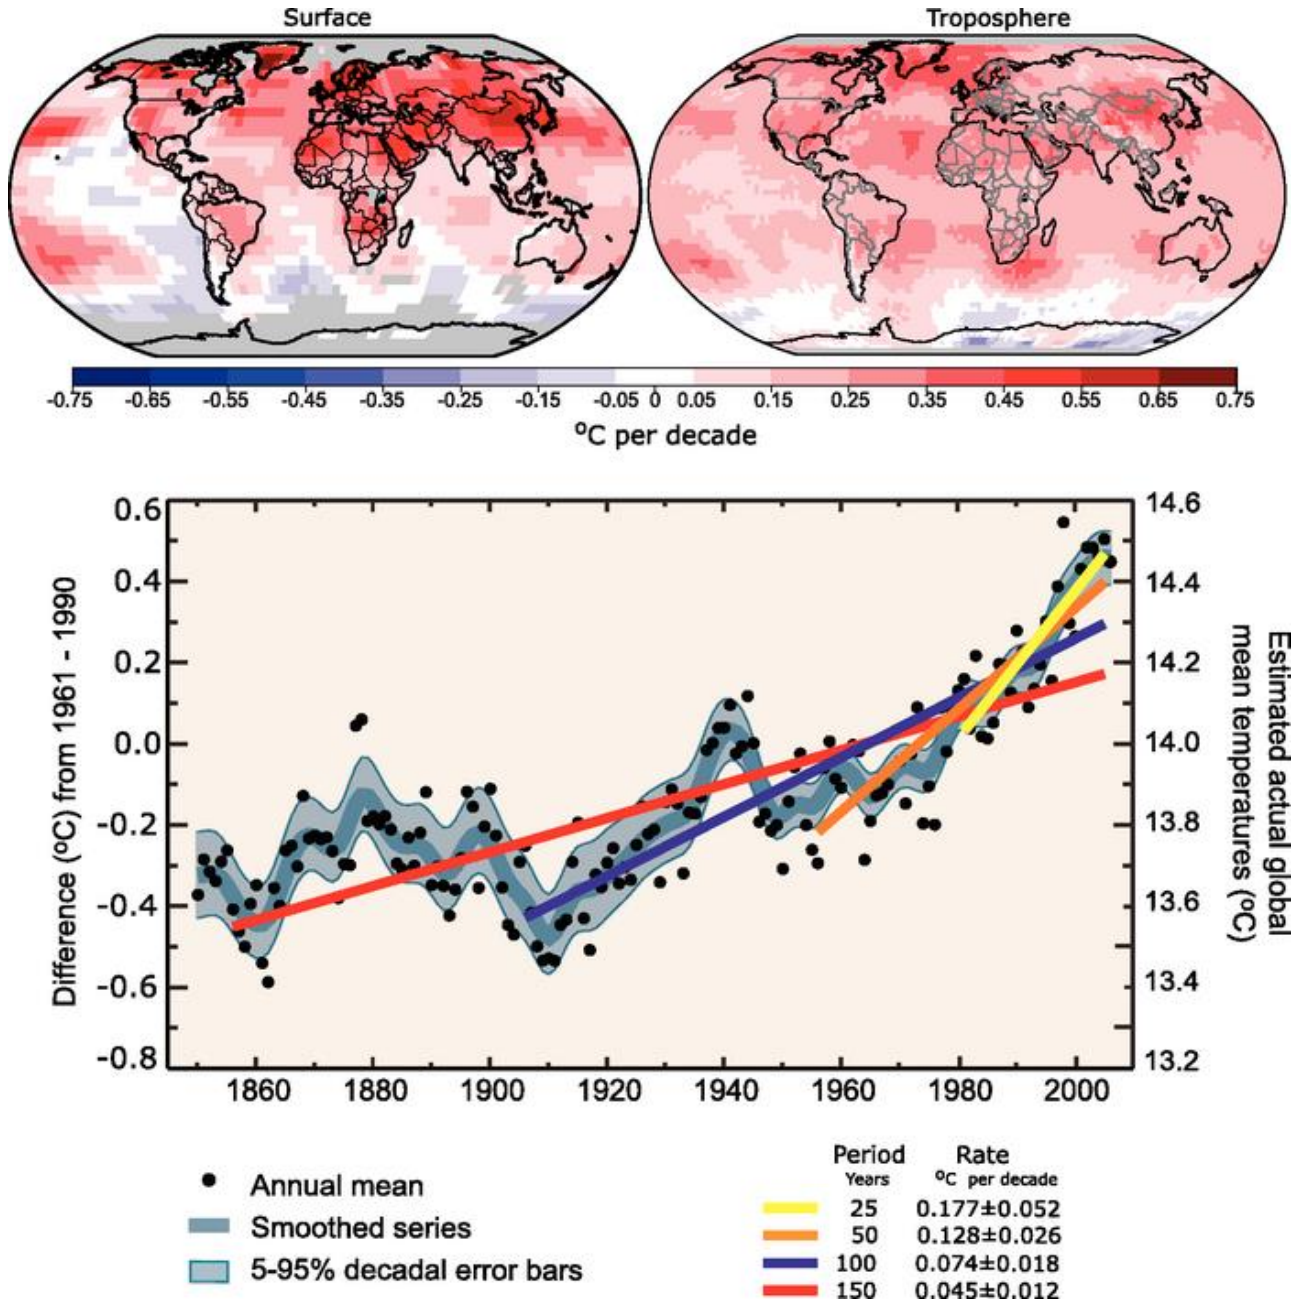 Surface
Troposphere
-0.75 -0.65 -0.55 -0.45 -0.35 -0.25 -0.15 -0.05 0 0.05 0.15 0.25 0.35 0.45 0.55 0.65 0.75
ºC per decade
Difference (ºC) from 1961 - 1990
0.6
0.4
0.2
0.0
-0.2
-0.4
-0.6
-0.8
14.6
14.4
14.2
14.0
13.8
13.6
13.4
13.2
Estimated actual global
mean temperatures (ºC)
1860 1880 1900 1920 1940 1960 1980 2000
Annual mean
Smoothed series
5-95% decadal error bars
Period Rate
Years ºC per decade
25 0.177±0.052
50 0.128±0.026
100 0.074±0.018
150 0.045±0.012